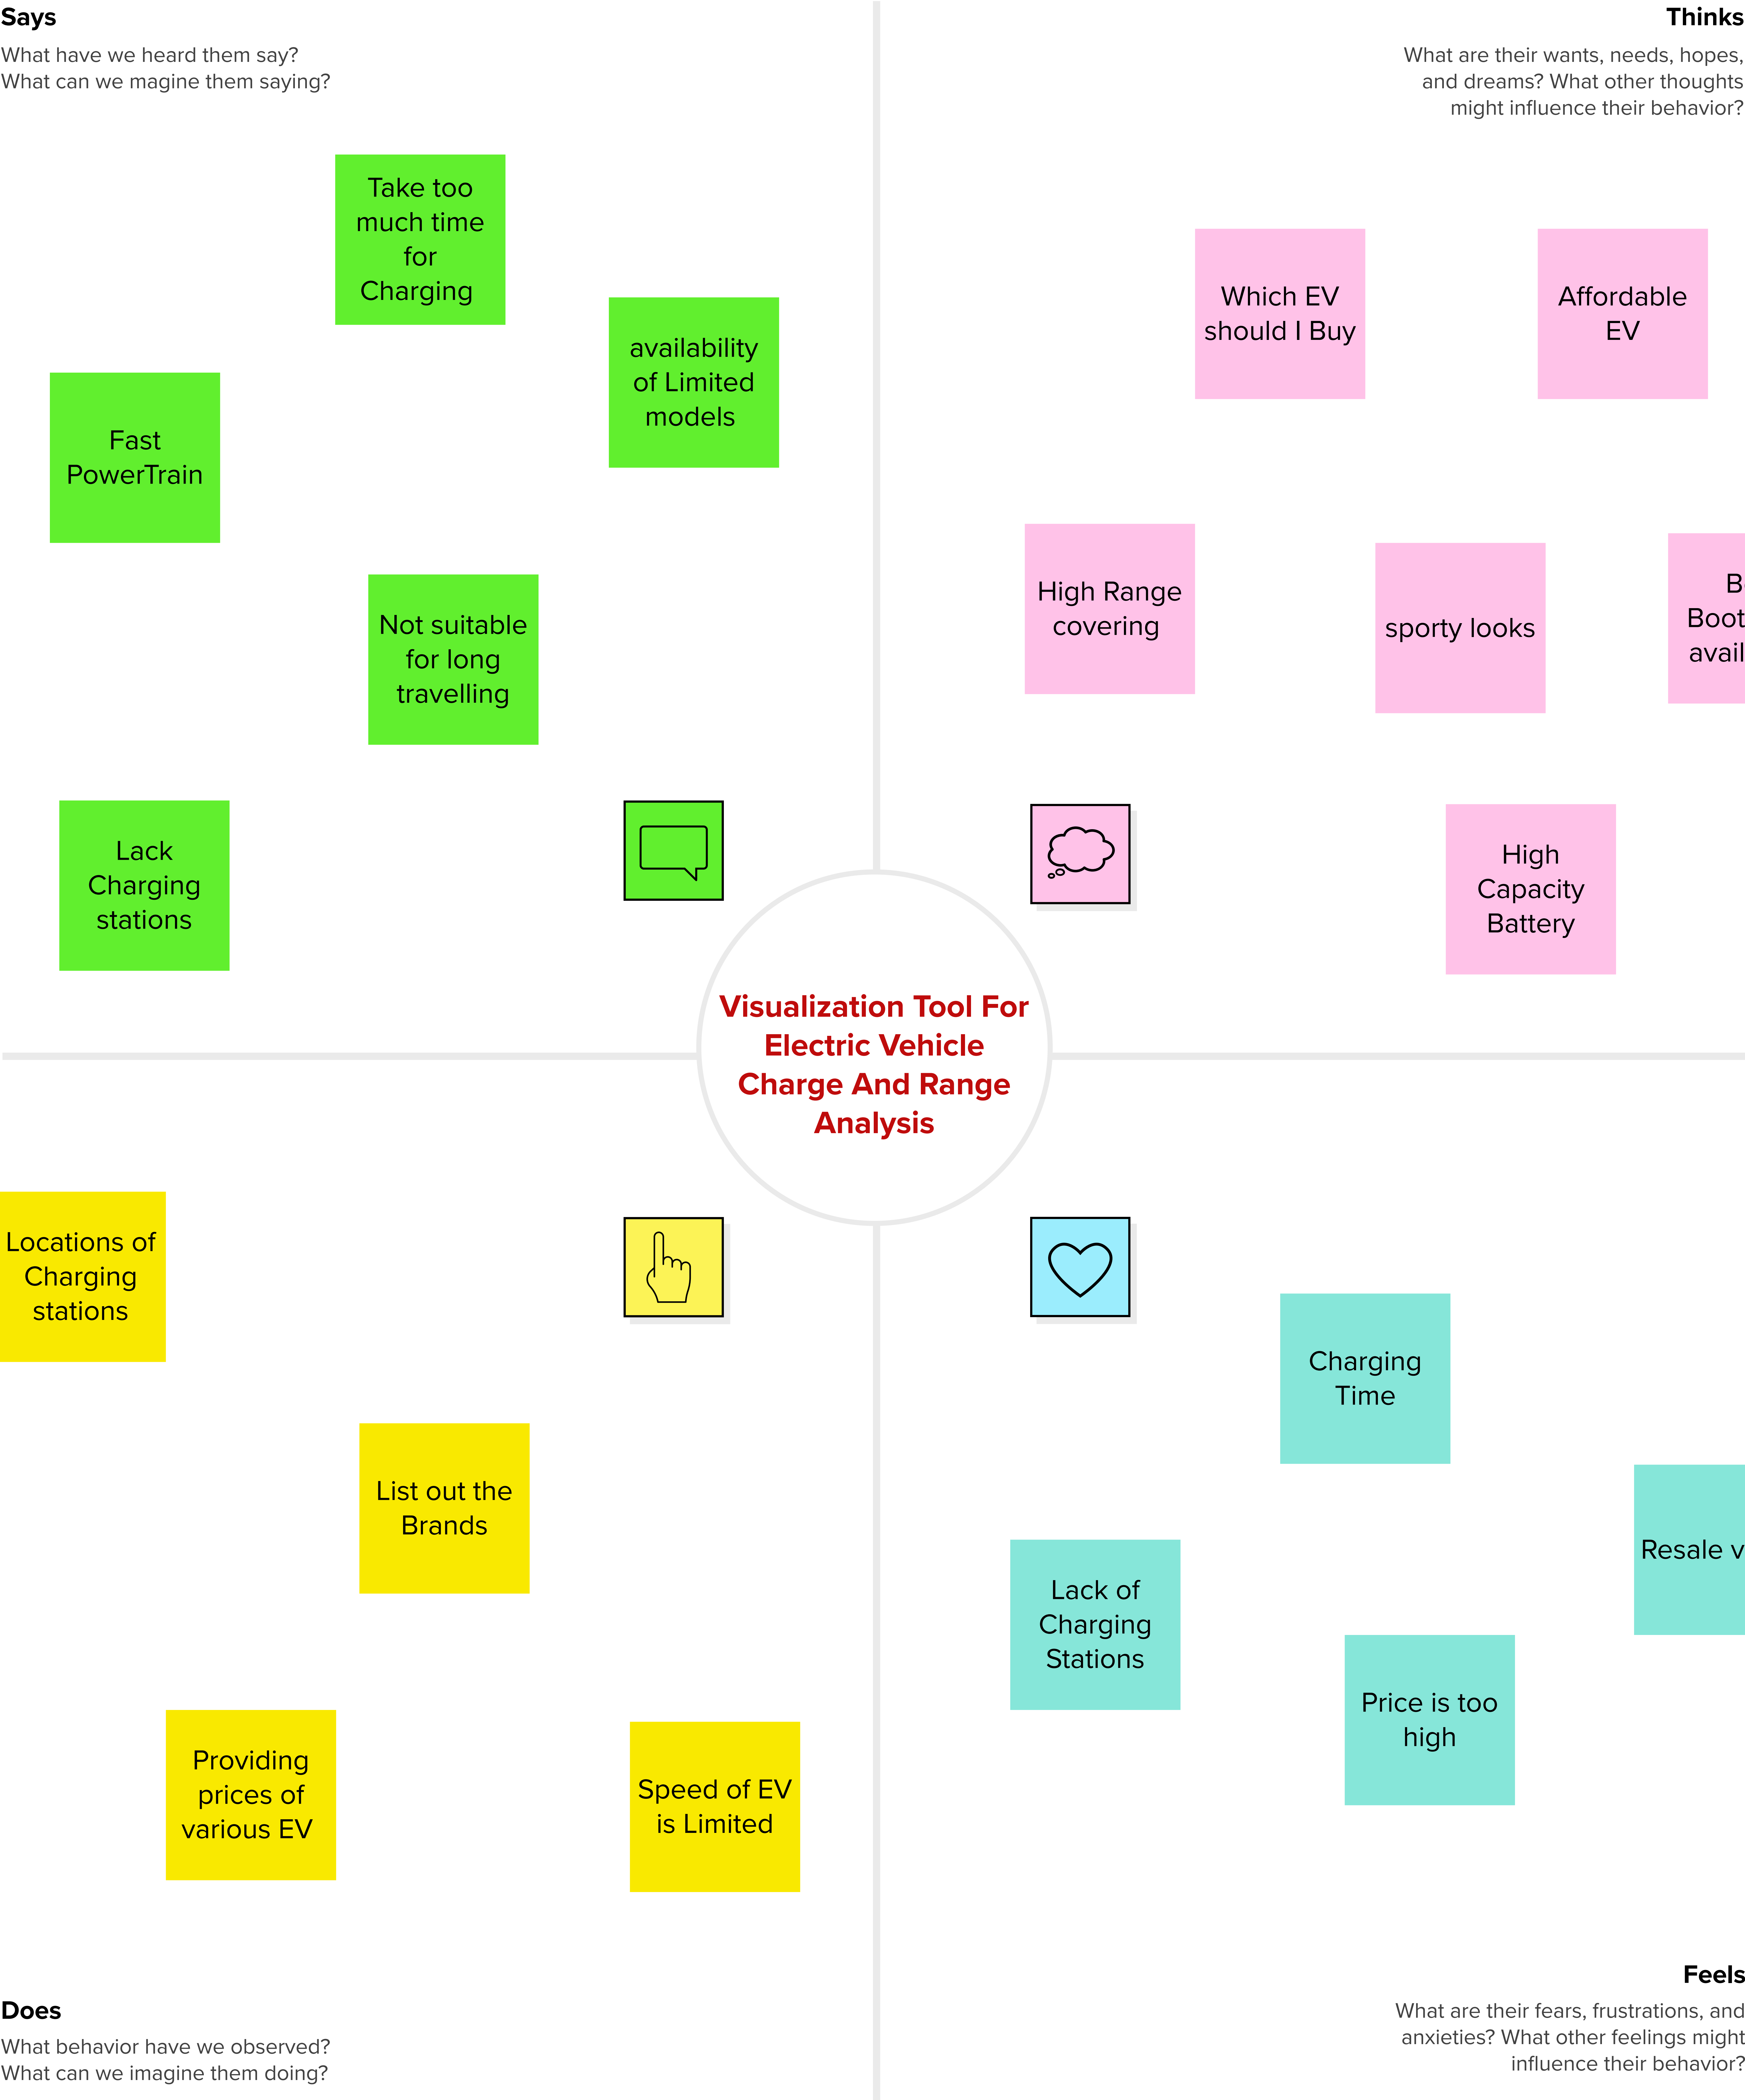 Says
What have we heard them say?
What can we magine them saying?
Thinks
What are their wants, needs, hopes,
and dreams? What other thoughts
might influence their behavior?
Take too
much time
for
Charging
availability
of Limited
models
Fast
PowerTrain
Not suitable
for long
travelling
Lack
Charging
stations
Which EV
should I Buy
Affordable
EV
High Range
covering
sporty looks
Boot
High
Capacity
Battery
Visualization Tool For
Electric Vehicle
Charge And Range
Analysis
Locations of
Charging
stations
List out the
Brands
Providing
prices of
various EV
Speed of EV
is Limited
Charging
Time
Resale
Lack of
Charging
Stations
Price is too
high
Does
What behavior have we observed?
What can we imagine them doing?
Feels
What are their fears, frustrations, and
anxieties? What other feelings might
influence their behavior?